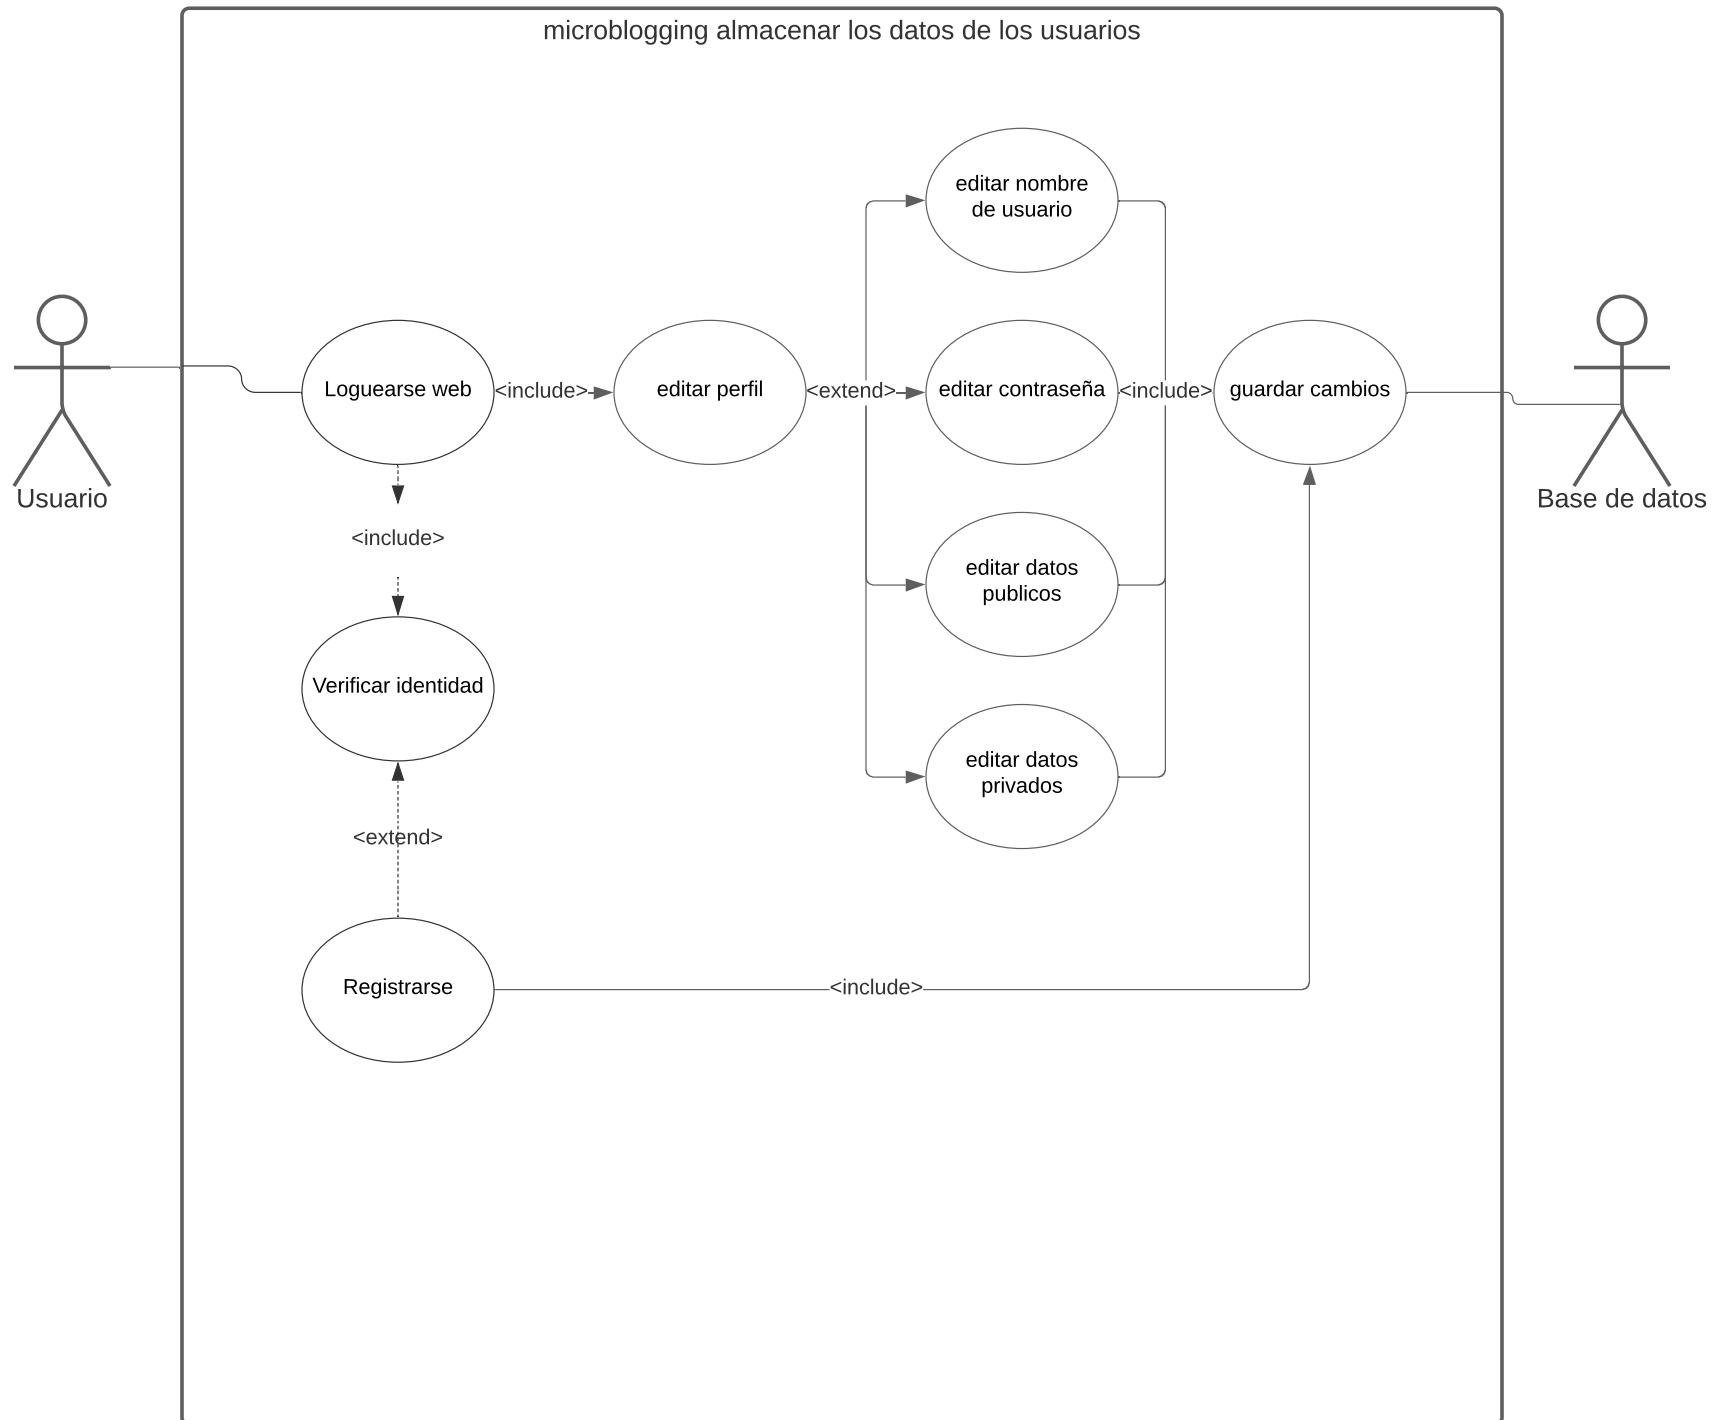 microblogging almacenar los datos de los usuarios
editar nombre
de usuario
Loguearse web
<include>
editar perfil
<extend>
editar contraseña
<include>
guardar cambios
Usuario
Base de datos
<include>
editar datos
publicos
Verificar identidad
editar datos
privados
<extend>
Registrarse
<include>